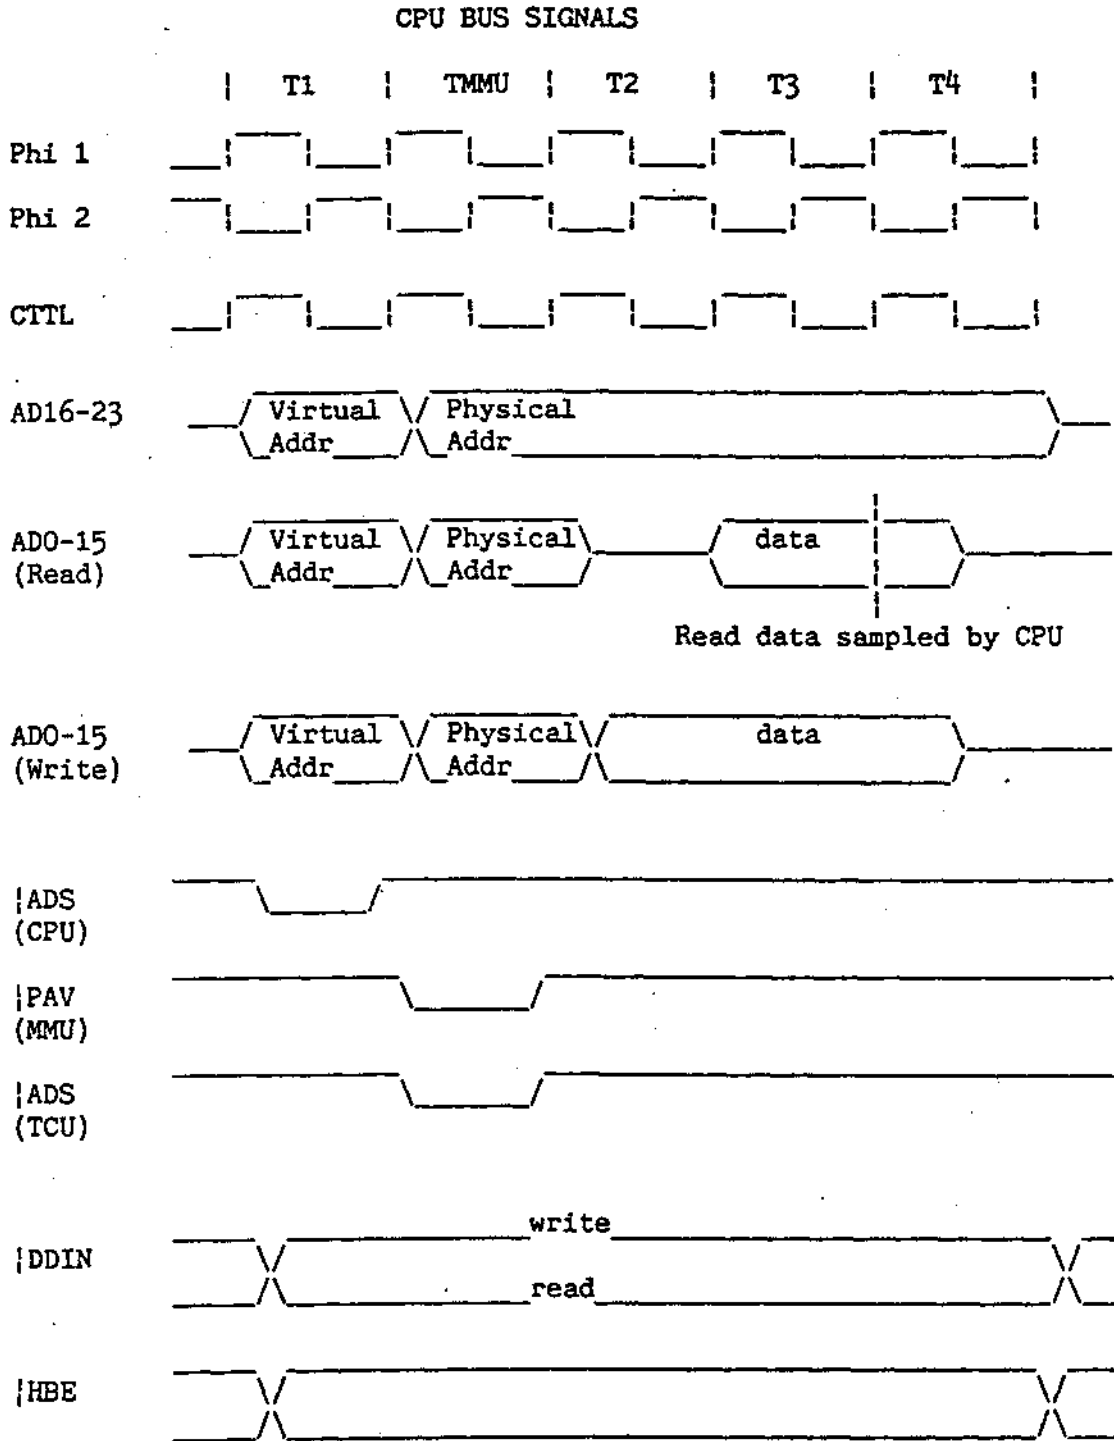 CPU BUS SIGNALS
| T1 | TMMU | T2 | T3 | T4 |
Phi 1
Phi 2
CTTL
AD16-23
Virtual Addr
Physical Addr
AD0-15
(Read)
Virtual Addr
Physical Addr
data
Read data sampled by CPU
AD0-15
(Write)
Virtual Addr
Physical Addr
data
|ADS
(CPU)
|PAV
(MMU)
|ADS
(TCU)
|DDIN
write
read
|HBE